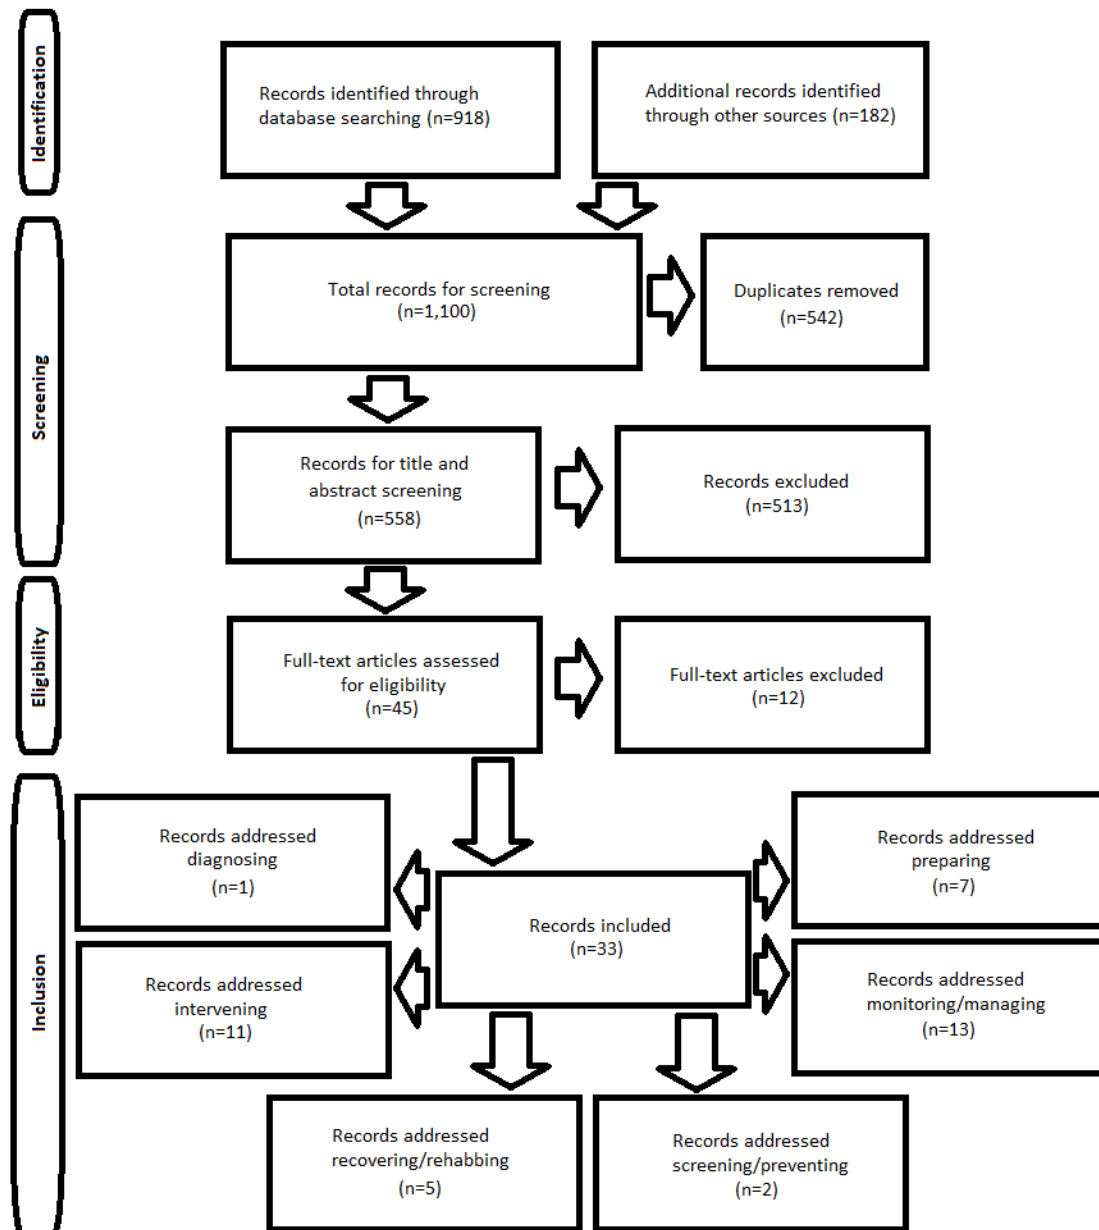 Identification
Records identified through
database searching (n=918)
Additional records identified
through other sources (n=182)
Screening
Total records for screening
(n=1,100)
Duplicates removed
(n=542)
Records for title and
abstract screening
(n=558)
Records excluded
(n=513)
Eligibility
Full-text articles assessed
for eligibility
(n=45)
Full-text articles excluded
(n=12)
Inclusion
Records addressed
diagnosing
(n=1)
Records addressed
preparing
(n=7)
Records included
(n=33)
Records addressed
intervening
(n=11)
Records addressed
monitoring/managing
(n=13)
Records addressed
recovering/rehabbing
(n=5)
Records addressed
screening/preventing
(n=2)